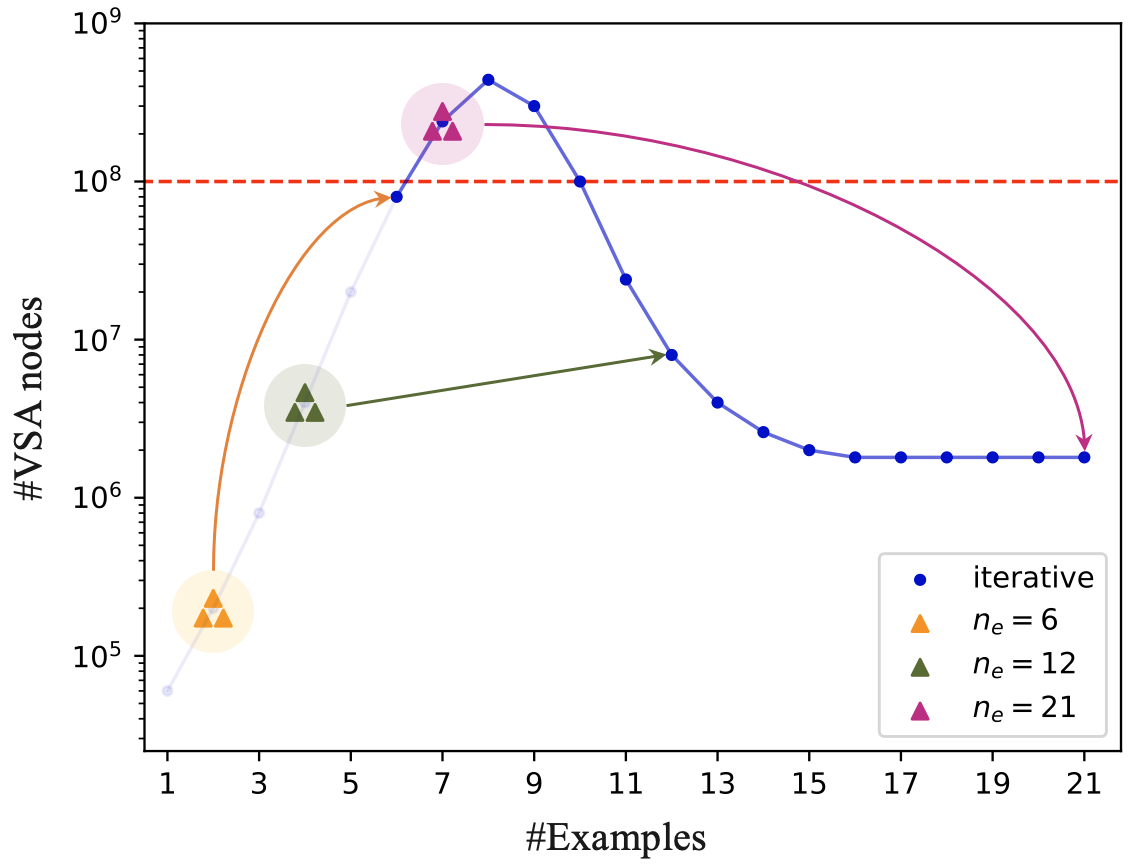 10^9
10^8
10^7
10^6
10^5
#VSA nodes
iterative
n_e = 6
n_e = 12
n_e = 21
1 3 5 7 9 11 13 15 17 19 21
#Examples